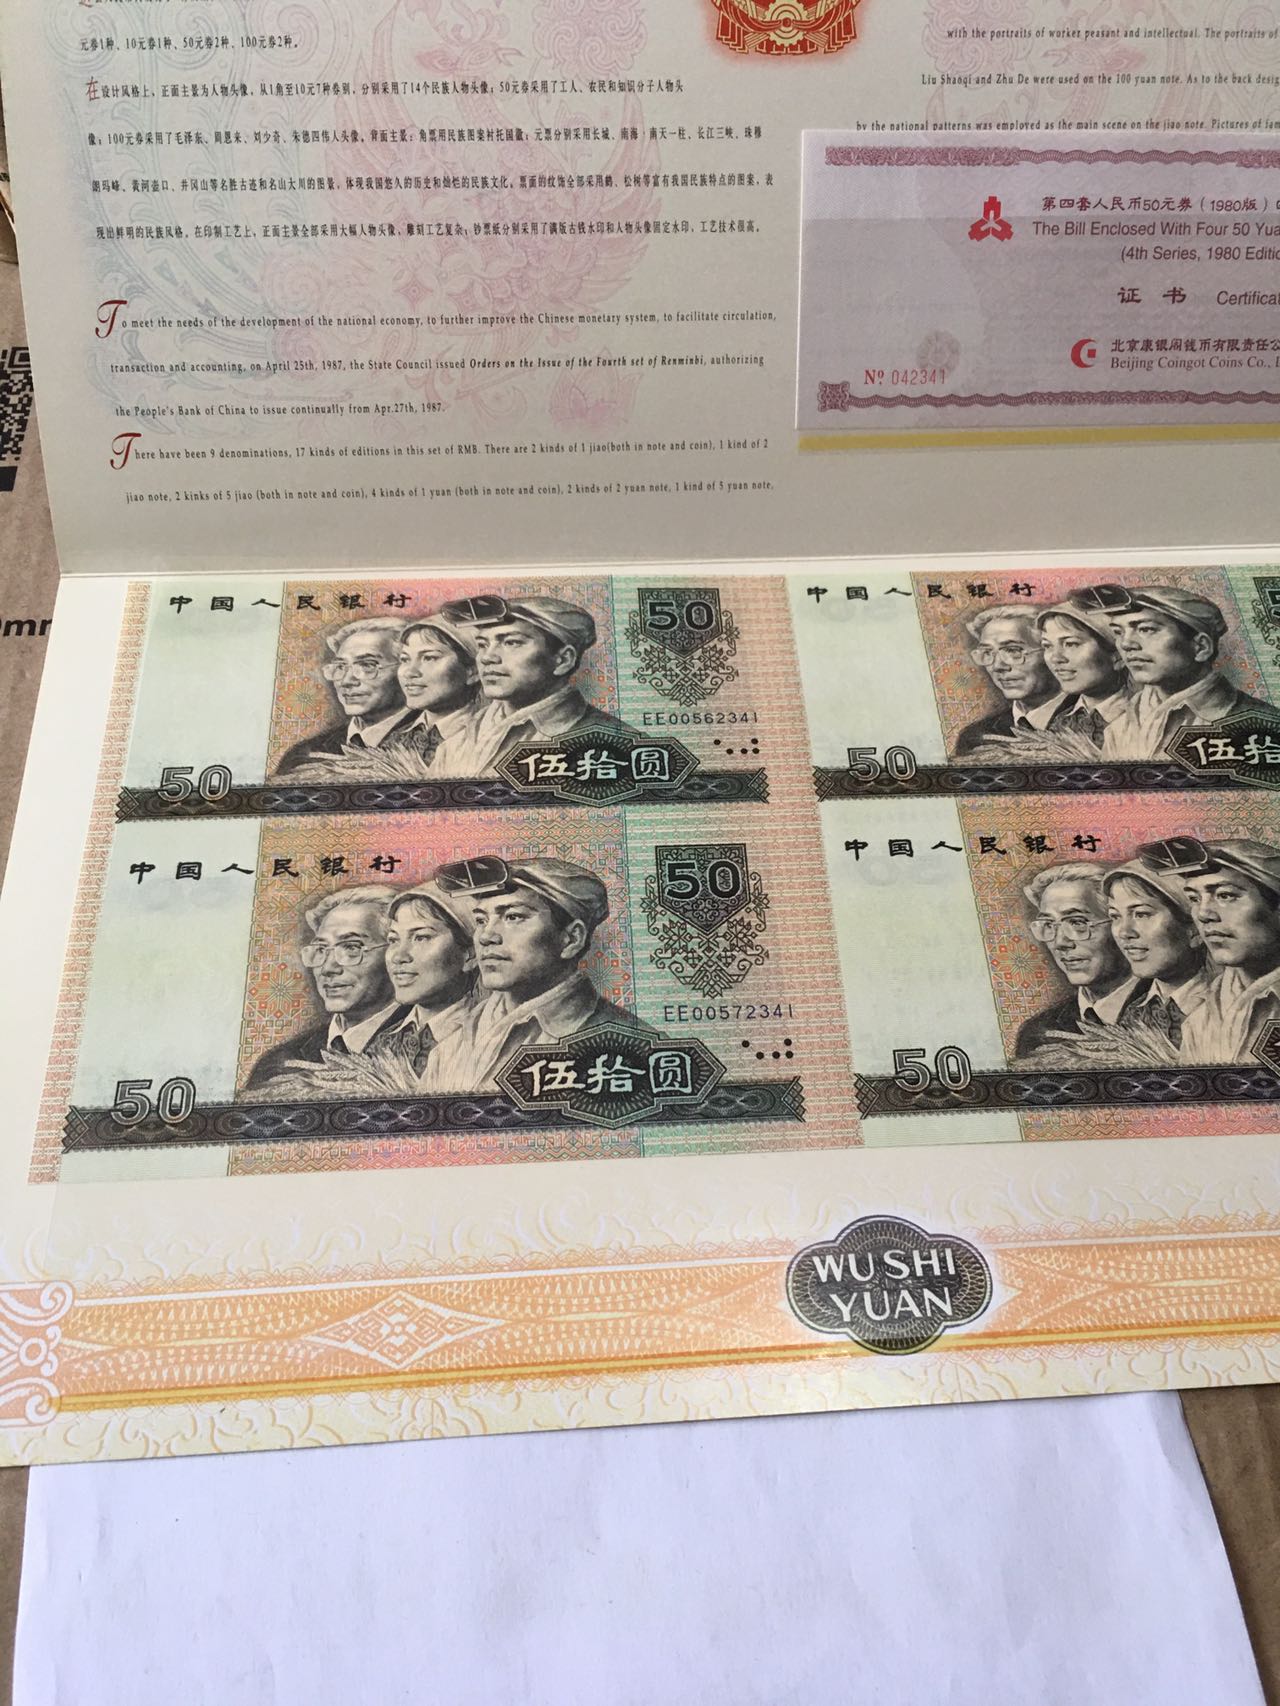 元券1种、10元券1种、50元券2种、100元券2种。
在设计风格上，正面主景为人物头像，从1角至10元7种券别，分别采用了14个民族人物头像；50元券采用了工人、农民和知识分子人物头
像；100元券采用了毛泽东、周恩来、刘少奇、朱德四伟人头像。背面主景：角票用民族图案衬托国徽；元票分别采用长城、南海·南天一柱、长江三峡、珠穆
朗玛峰、黄河壶口、井冈山等名胜古迹和名山大川的图景，体现我国悠久的历史和灿烂的民族文化。票面的纹饰全部采用鹤、松树等富有我国民族特点的图案，表
现出鲜明的民族风格。在印制工艺上，正面主景全部采用大幅人物头像，雕刻工艺复杂；钞票纸分别采用了满版古钱水印和人物头像固定水印，工艺技术很高。
To meet the needs of the development of the national economy, to further improve the Chinese monetary system, to facilitate circulation,
transaction and accounting, on April 25th, 1987, the State Council issued Orders on the Issue of the Fourth set of Renminbi, authorizing
the People's Bank of China to issue continually from Apr.27th, 1987.
There have been 9 denominations, 17 kinds of editions in this set of RMB. There are 2 kinds of 1 jiao(both in note and coin), 1 kind of 2
jiao note, 2 kinks of 5 jiao (both in note and coin), 4 kinds of 1 yuan (both in note and coin), 2 kinds of 2 yuan note, 1 kind of 5 yuan note,
with the portraits of worker peasant and intellectual. The portraits of
Liu Shaoqi and Zhu De were used on the 100 yuan note. As to the back desig
by the national patterns was employed as the main scene on the jiao note. Pictures of fam
第四套人民币50元券（1980版）
The Bill Enclosed With Four 50 Yua
(4th Series, 1980 Editio
证 书 Certifica
北京康银阁钱币有限责任公
Beijing Coingot Coins Co., L
No 042341
中国人民银行
50
EE00562341
伍拾圆
50
中国人民银行
伍拾
50
中国人民银行
50
EE00572341
伍拾圆
50
中国人民银行
50
WU SHI
YUAN